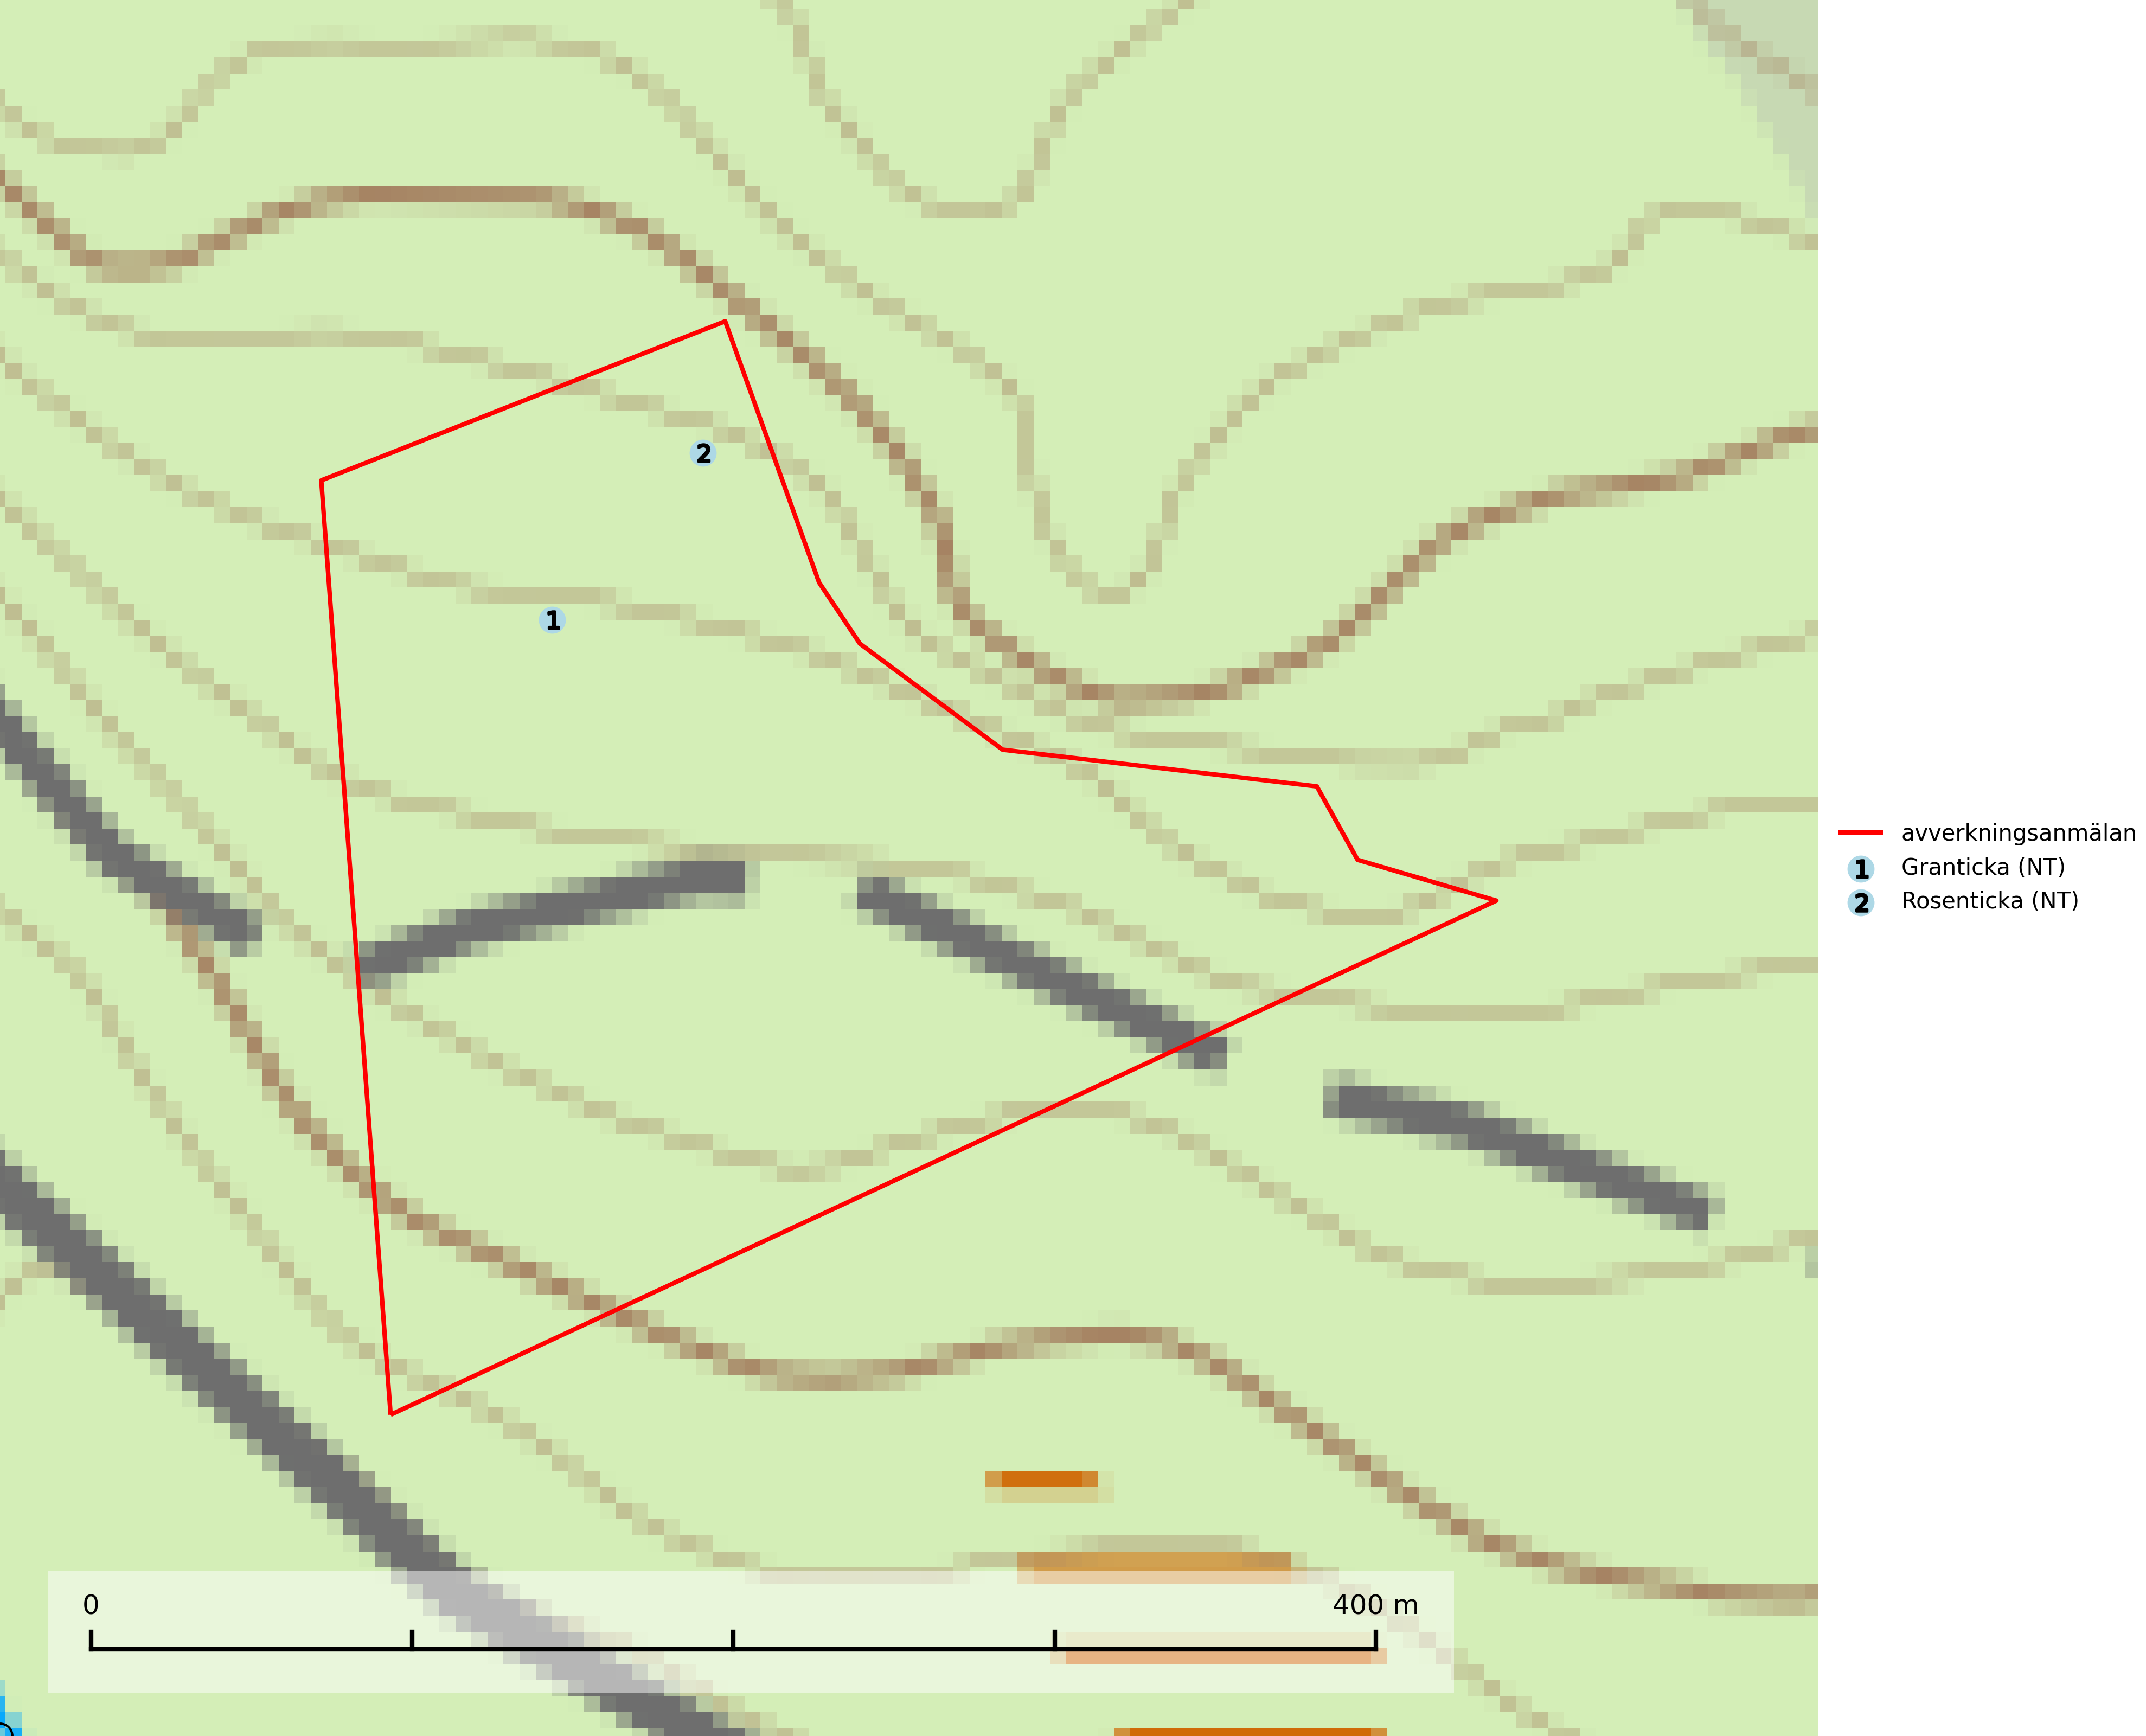 2
1
avverkningsanmälan
1 Granticka (NT)
2 Rosenticka (NT)
0 400 m